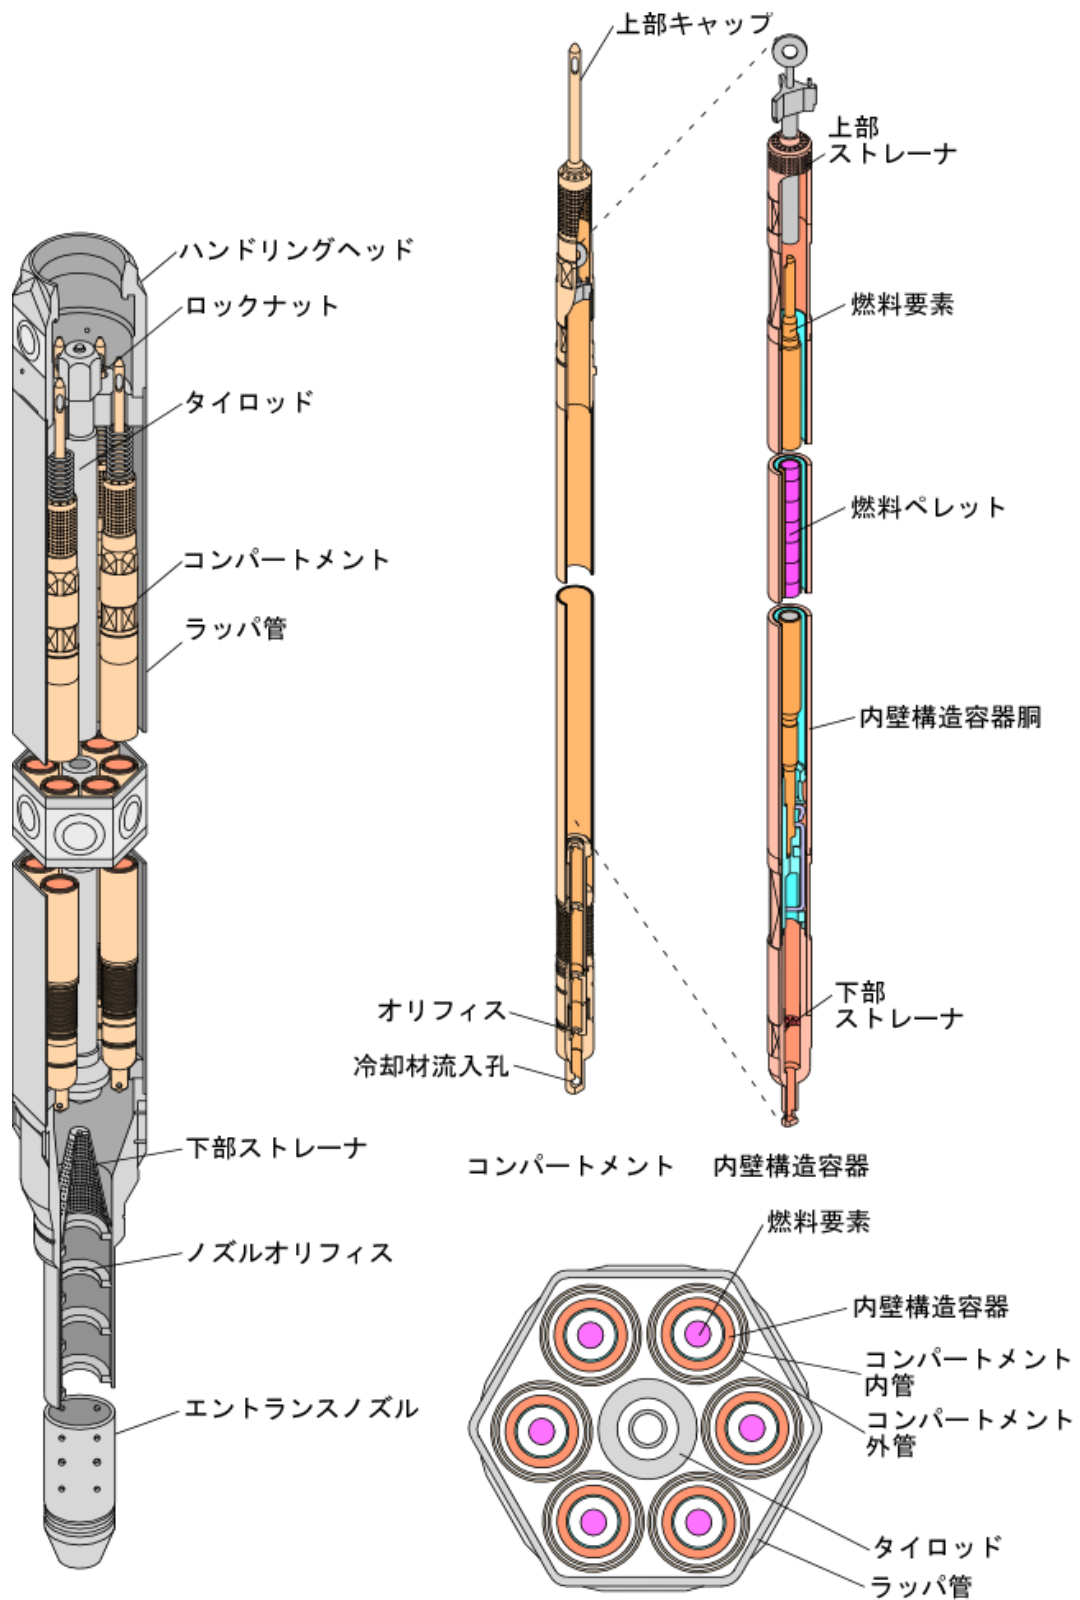 上部キャップ
上部
ストレーナ
ハンドリングヘッド
ロックナット
燃料要素
タイロッド
燃料ペレット
コンパートメント
ラッパ管
内壁構造容器胴
オリフィス
下部
ストレーナ
冷却材流入孔
下部ストレーナ
コンパートメント
内壁構造容器
燃料要素
ノズルオリフィス
内壁構造容器
コンパートメント
内管
エントランスノズル
コンパートメント
外管
タイロッド
ラッパ管